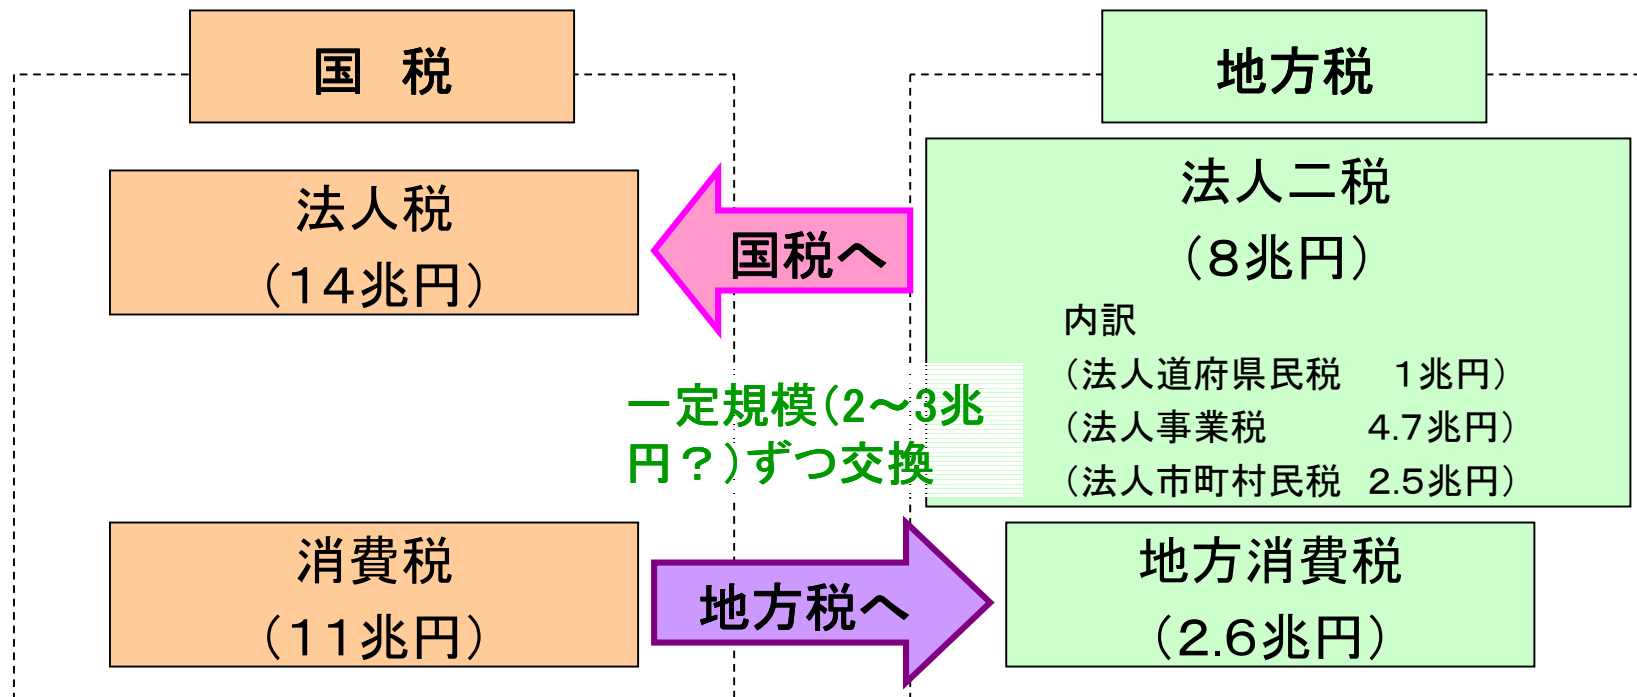 国　税
地方税
法人税
（14兆円）
国税へ
法人二税
（8兆円）
内訳
（法人道府県民税　1兆円）
（法人事業税　4.7兆円）
（法人市町村民税　2.5兆円）
一定規模（2～3兆
円？）ずつ交換
消費税
（11兆円）
地方税へ
地方消費税
（2.6兆円）